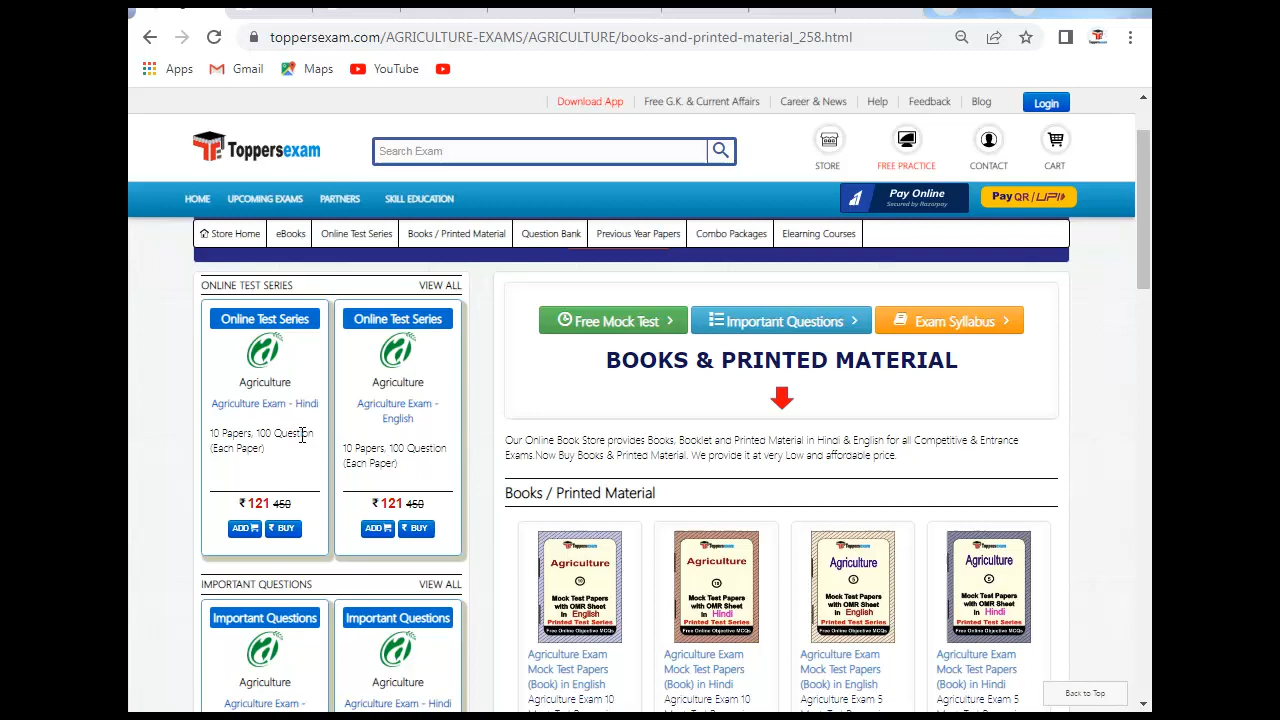 toppersexam.com/AGRICULTURE-EXAMS/AGRICULTURE/books-and-printed-material_258.html
Apps Gmail Maps YouTube
Download App Free G.K. & Current Affairs Career & News Help Feedback Blog Login
Toppersexam
Search Exam
STORE FREE PRACTICE CONTACT CART
HOME UPCOMING EXAMS PARTNERS SKILL EDUCATION
Pay Online
Secured by Razorpay
Pay QR / UPI
Store Home eBooks Online Test Series Books / Printed Material Question Bank Previous Year Papers Combo Packages Elearning Courses
ONLINE TEST SERIES VIEW ALL
Online Test Series
Agriculture
Agriculture Exam - Hindi
10 Papers, 100 Question
(Each Paper)
₹ 121 450
ADD ₹ BUY
Online Test Series
Agriculture
Agriculture Exam -
English
10 Papers, 100 Question
(Each Paper)
₹ 121 450
ADD ₹ BUY
IMPORTANT QUESTIONS VIEW ALL
Important Questions
Agriculture
Agriculture Exam -
Important Questions
Agriculture
Agriculture Exam - Hindi
Free Mock Test Important Questions Exam Syllabus
BOOKS & PRINTED MATERIAL
Our Online Book Store provides Books, Booklet and Printed Material in Hindi & English for all Competitive & Entrance
Exams.Now Buy Books & Printed Material. We provide it at very Low and affordable price.
Books / Printed Material
Toppersexam
Agriculture
10
Mock Test Papers
with OMR Sheet
in English
Printed Test Series
Free Online Objective MCQs
Agriculture Exam
Mock Test Papers
(Book) in English
Agriculture Exam 10
Toppersexam
Agriculture
10
Mock Test Papers
with OMR Sheet
in Hindi
Printed Test Series
Free Online Objective MCQs
Agriculture Exam
Mock Test Papers
(Book) in Hindi
Agriculture Exam 10
Toppersexam
Agriculture
5
Mock Test Papers
with OMR Sheet
in English
Printed Test Series
Free Online Objective MCQs
Agriculture Exam
Mock Test Papers
(Book) in English
Agriculture Exam 5
Toppersexam
Agriculture
5
Mock Test Papers
with OMR Sheet
in Hindi
Printed Test Series
Free Online Objective MCQs
Agriculture Exam
Mock Test Papers
(Book) in Hindi
Agriculture Exam 5
Back to Top